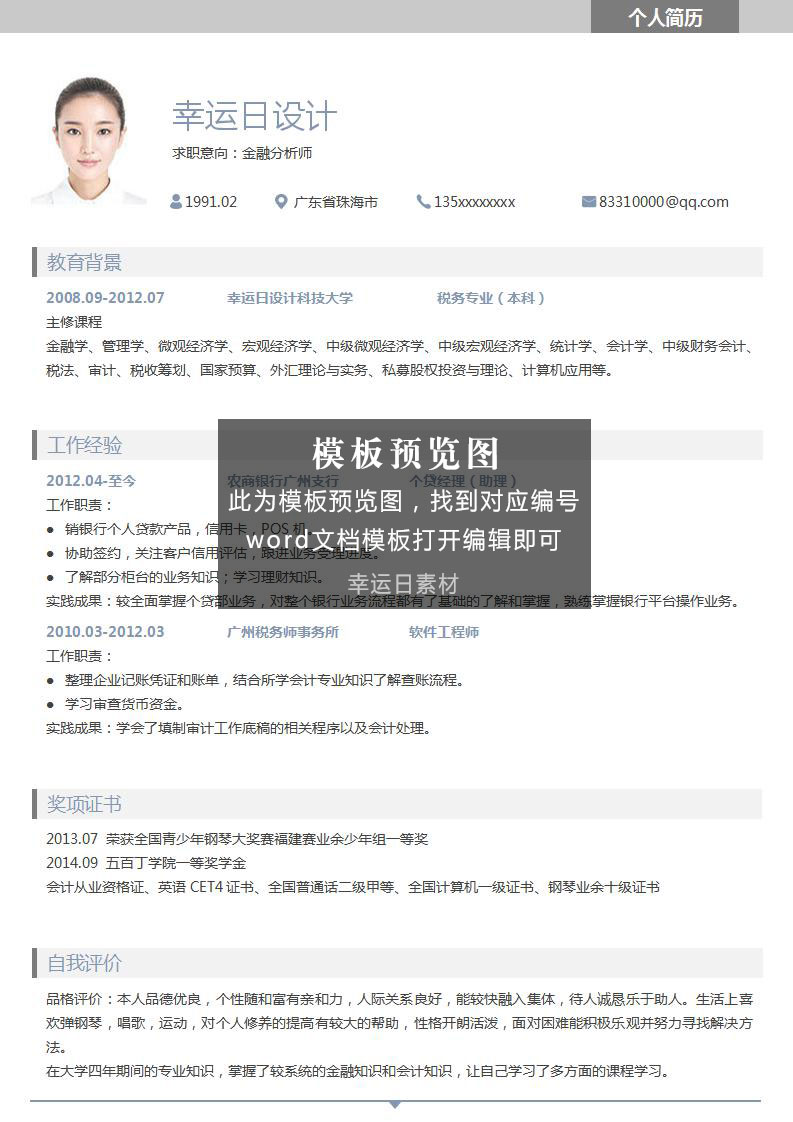 个人简历
幸运日设计
求职意向：金融分析师
1991.02 广东省珠海市 135xxxxxxxx 83310000@qq.com
教育背景
2008.09-2012.07 幸运日设计科技大学 税务专业（本科）
主修课程
金融学、管理学、微观经济学、宏观经济学、中级微观经济学、中级宏观经济学、统计学、会计学、中级财务会计、
税法、审计、税收筹划、国家预算、外汇理论与实务、私募股权投资与理论、计算机应用等。
工作经验
模板预览图
2012.04-至今 农商银行广州支行 个贷经理（助理）
此为模板预览图，找到对应编号
工作职责：
● 销银行个人贷款产品，信用卡，POS 机。
word文档模板打开编辑即可
● 协助签约，关注客户信用评估，跟进业务受理进度。
● 了解部分柜台的业务知识；学习理财知识。
幸运日素材
实践成果：较全面掌握个贷部业务，对整个银行业务流程都有了基础的了解和掌握，熟练掌握银行平台操作业务。
2010.03-2012.03 广州税务师事务所 软件工程师
工作职责：
● 整理企业记账凭证和账单，结合所学会计专业知识了解查账流程。
● 学习审查货币资金。
实践成果：学会了填制审计工作底稿的相关程序以及会计处理。
奖项证书
2013.07 荣获全国青少年钢琴大奖赛福建赛业余少年组一等奖
2014.09 五百丁学院一等奖学金
会计从业资格证、英语 CET4 证书、全国普通话二级甲等、全国计算机一级证书、钢琴业余十级证书
自我评价
品格评价：本人品德优良，个性随和富有亲和力，人际关系良好，能较快融入集体，待人诚恳乐于助人。生活上喜
欢弹钢琴，唱歌，运动，对个人修养的提高有较大的帮助，性格开朗活泼，面对困难能积极乐观并努力寻找解决方
法。
在大学四年期间的专业知识，掌握了较系统的金融知识和会计知识，让自己学习了多方面的课程学习。